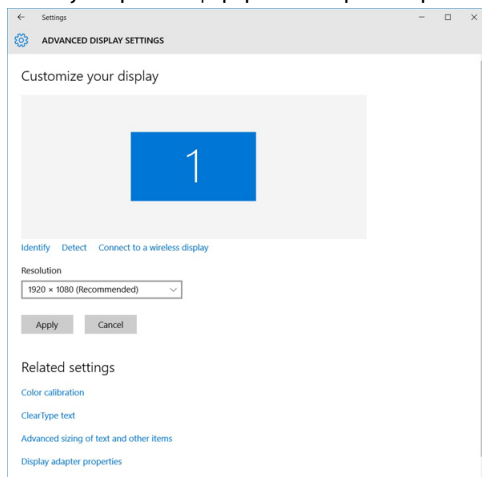 Settings
ADVANCED DISPLAY SETTINGS
Customize your display
1
Identify Detect Connect to a wireless display
Resolution
1920 × 1080 (Recommended)
Apply Cancel
Related settings
Color calibration
ClearType text
Advanced sizing of text and other items
Display adapter properties